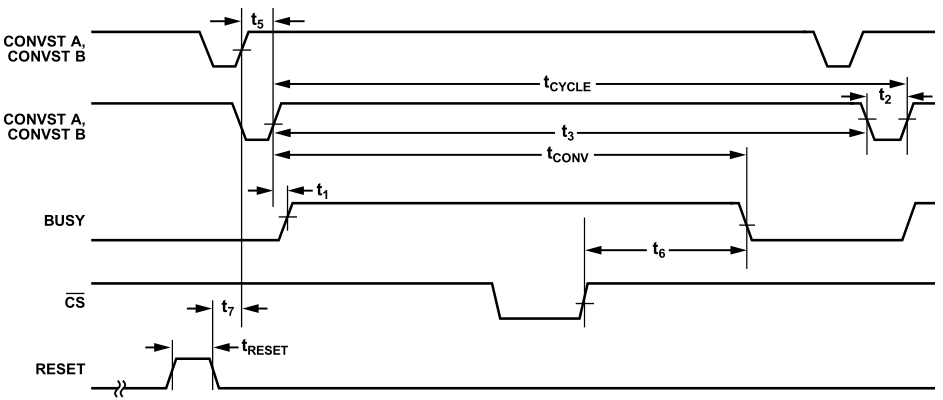 t5
CONVST A,
CONVST B
tCYCLE
t2
CONVST A,
CONVST B
t3
tCONV
t1
BUSY
t6
CS
t7
tRESET
RESET